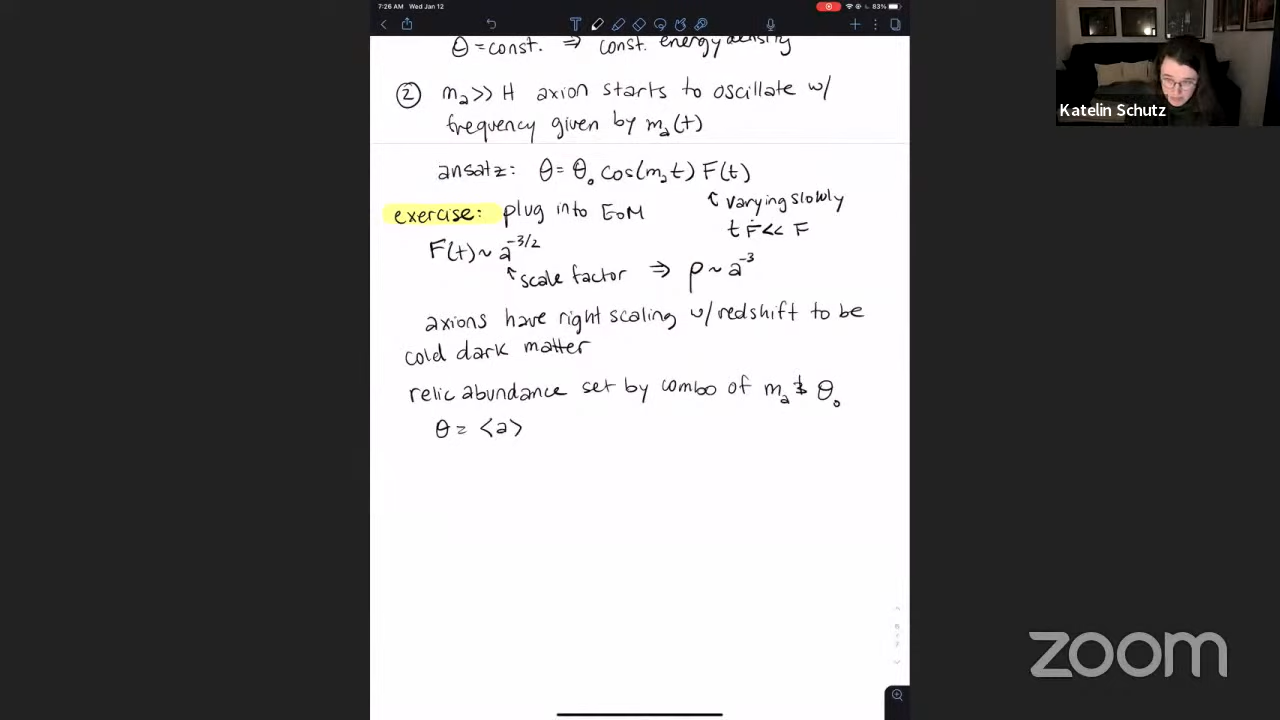 7:26 AM Wed Jan 12
83%
θ = const. ⇒ const. energy density
② mₐ >> H axion starts to oscillate w/
frequency given by mₐ(t)
ansatz: θ = θ₀ cos(mₐt) F(t)
↑ varying slowly
exercise: plug into EoM
t Ḟ << F
F(t) ~ a^-3/2
↑ scale factor ⇒ ρ ~ a^-3
axions have right scaling w/redshift to be
cold dark matter
relic abundance set by combo of mₐ & θ₀
θ = <a>
Katelin Schutz
zoom